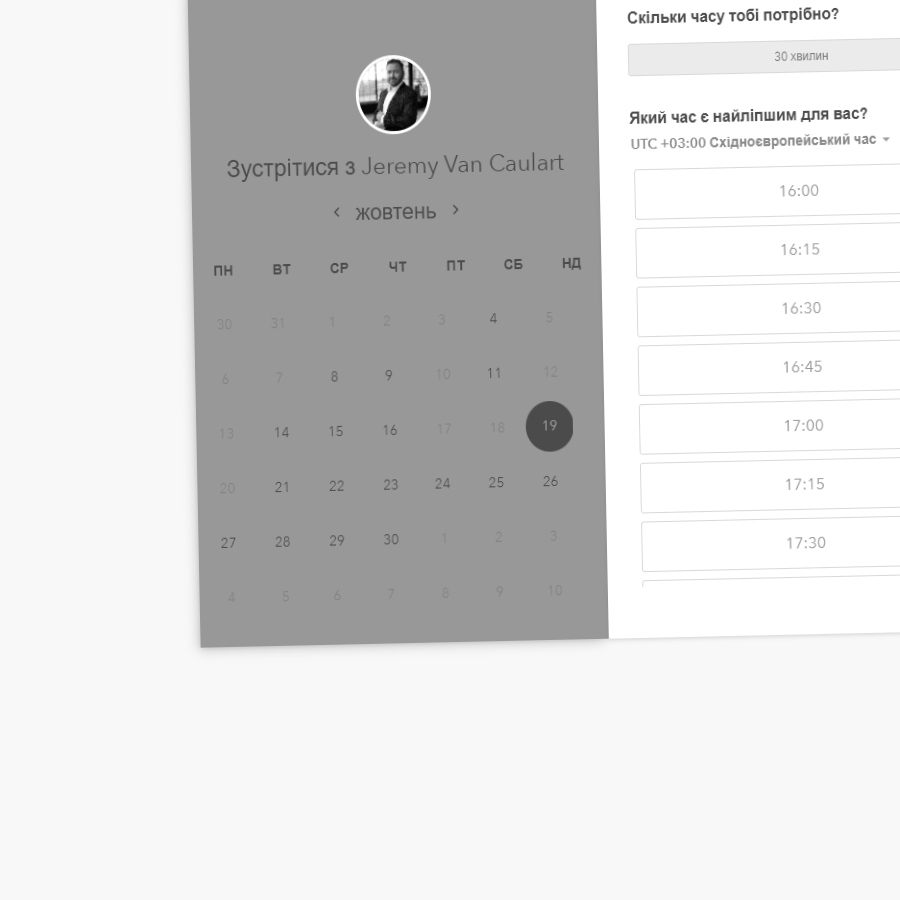 Зустрітися з Jeremy Van Caulart
жовтень
ПН ВТ СР ЧТ ПТ СБ НД
30 31 1 2 3 4 5
6 7 8 9 10 11 12
13 14 15 16 17 18 19
20 21 22 23 24 25 26
27 28 29 30 1 2 3
4 5 6 7 8 9 10
Скільки часу тобі потрібно?
30 хвилин
Який час є найліпшим для вас?
UTC +03:00 Східноєвропейський час
16:00
16:15
16:30
16:45
17:00
17:15
17:30